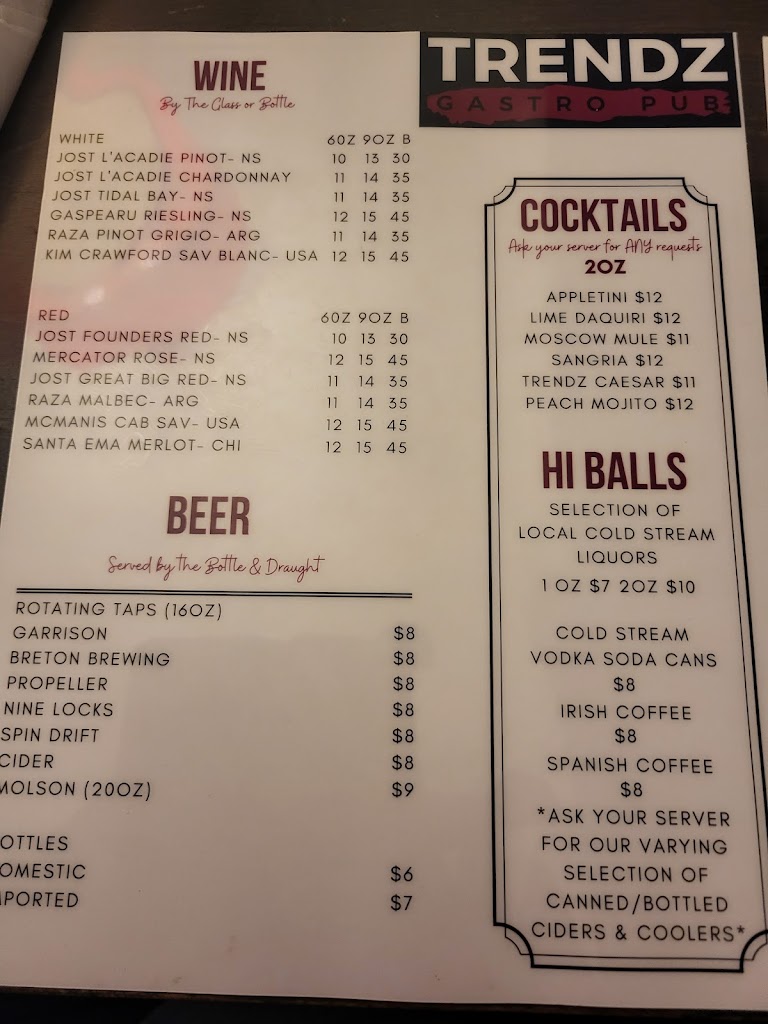 WINE
By The Glass or Bottle
WHITE 6OZ 9OZ B
JOST L'ACADIE PINOT- NS 10 13 30
JOST L'ACADIE CHARDONNAY 11 14 35
JOST TIDAL BAY- NS 11 14 35
GASPEARU RIESLING- NS 12 15 45
RAZA PINOT GRIGIO- ARG 11 14 35
KIM CRAWFORD SAV BLANC- USA 12 15 45
RED 6OZ 9OZ B
JOST FOUNDERS RED- NS 10 13 30
MERCATOR ROSE- NS 12 15 45
JOST GREAT BIG RED- NS 11 14 35
RAZA MALBEC- ARG 11 14 35
MCMANIS CAB SAV- USA 12 15 45
SANTA EMA MERLOT- CHI 12 15 45
BEER
Served by the Bottle & Draught
ROTATING TAPS (16OZ)
GARRISON $8
BRETON BREWING $8
PROPELLER $8
NINE LOCKS $8
SPIN DRIFT $8
CIDER $8
MOLSON (20OZ) $9
OTTLES
OMESTIC $6
MPORTED $7
TRENDZ
GASTRO PUB
COCKTAILS
Ask your server for ANY requests
2OZ
APPLETINI $12
LIME DAQUIRI $12
MOSCOW MULE $11
SANGRIA $12
TRENDZ CAESAR $11
PEACH MOJITO $12
HI BALLS
SELECTION OF
LOCAL COLD STREAM
LIQUORS
1 OZ $7 2OZ $10
COLD STREAM
VODKA SODA CANS
$8
IRISH COFFEE
$8
SPANISH COFFEE
$8
*ASK YOUR SERVER
FOR OUR VARYING
SELECTION OF
CANNED/BOTTLED
CIDERS & COOLERS*